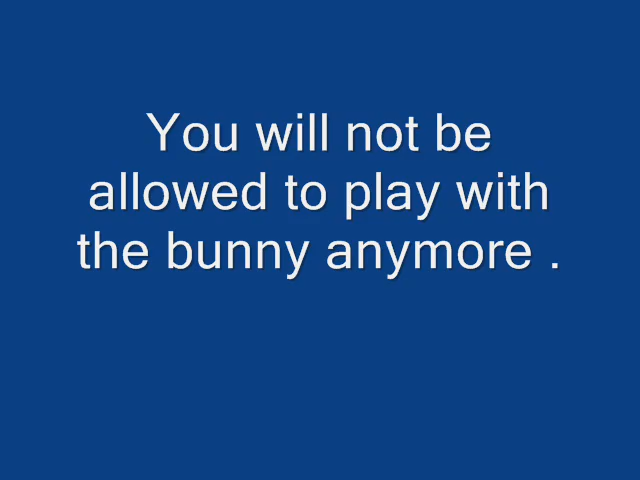 You will not be
allowed to play with
the bunny anymore .